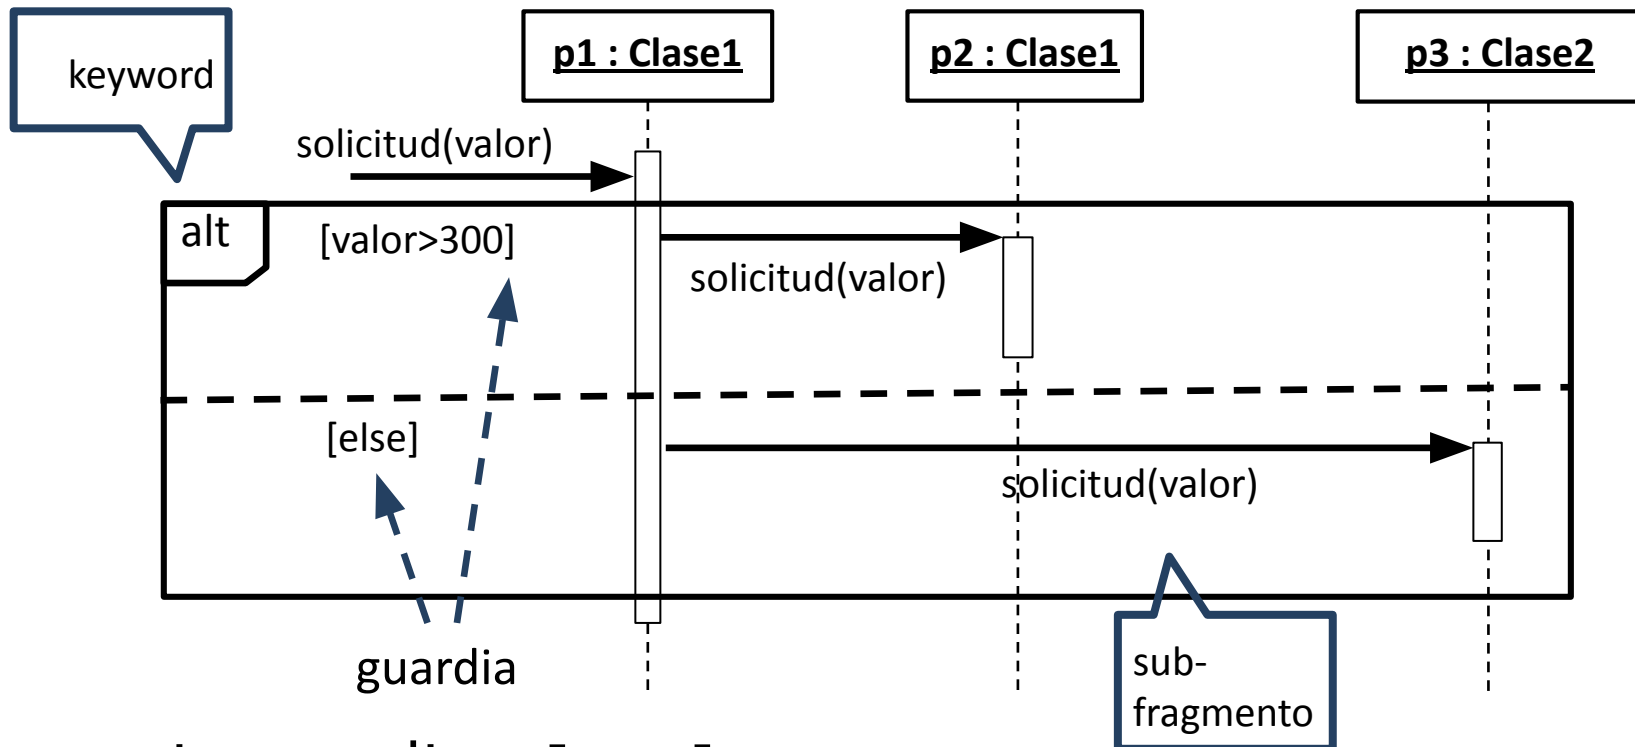 keyword
p1 : Clase1
p2 : Clase1
p3 : Clase2
solicitud(valor)
alt
[valor>300]
solicitud(valor)
[else]
solicitud(valor)
guardia
sub-
fragmento